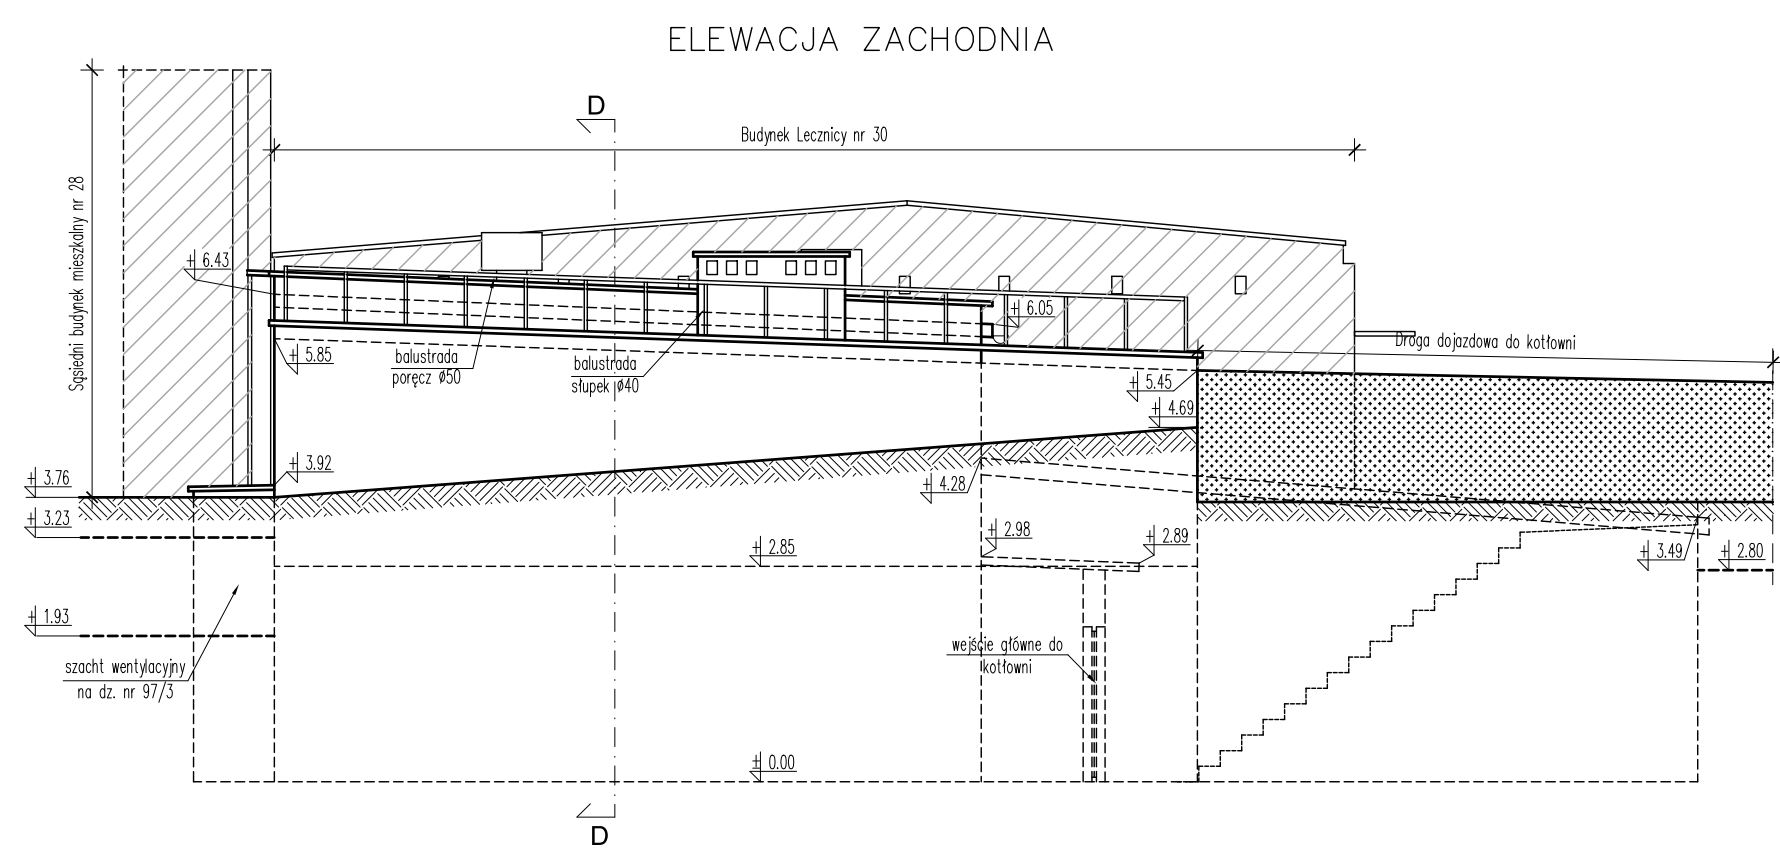 ELEWACJA ZACHODNIA
D
Budynek Lecznicy nr 30
Sąsiedni budynek mieszkalny nr 28
+ 6.43
+ 6.05
Droga dojazdowa do kotłowni
+ 5.85
balustrada
poręcz ø50
balustrada
słupek ø40
+ 5.45
+ 4.69
+ 3.92
+ 3.76
+ 4.28
+ 3.23
+ 2.98
+ 2.89
+ 2.85
+ 3.49
+ 2.80
+ 1.93
szacht wentylacyjny
na dz. nr 97/3
wejście główne do
kotłowni
± 0.00
D